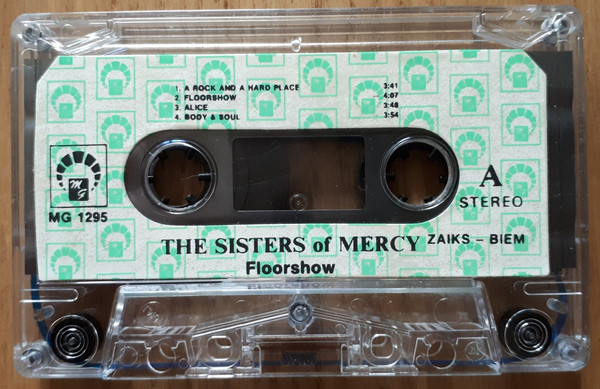 1. A ROCK AND A HARD PLACE 3:41
2 FLOORSHOW 4:07
3. ALICE 3:48
4. BODY & SOUL 3:54
M G
MG 1295
A
STEREO
THE SISTERS of MERCY ZAIKS - BIEM
Floorshow